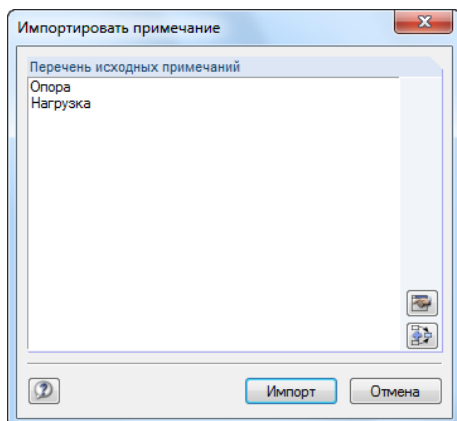 Импортировать примечание
Перечень исходных примечаний
Опора
Нагрузка
Импорт
Отмена